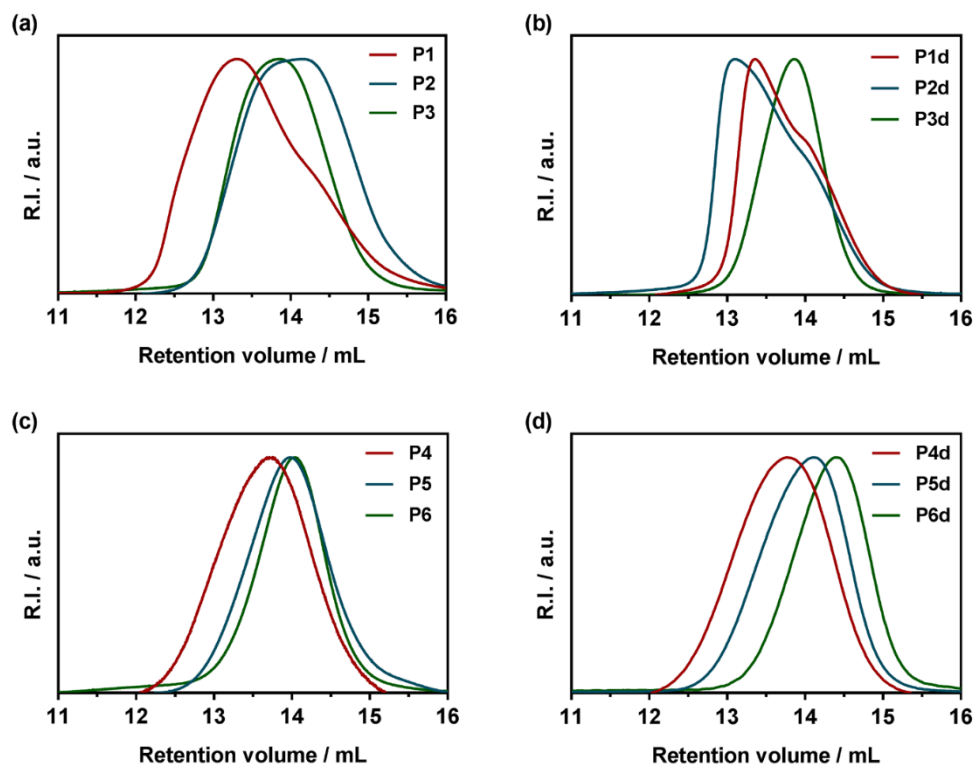 (a)
P1
P2
P3
R.I. / a.u.
11 12 13 14 15 16
Retention volume / mL
(b)
P1d
P2d
P3d
R.I. / a.u.
11 12 13 14 15 16
Retention volume / mL
(c)
P4
P5
P6
R.I. / a.u.
11 12 13 14 15 16
Retention volume / mL
(d)
P4d
P5d
P6d
R.I. / a.u.
11 12 13 14 15 16
Retention volume / mL